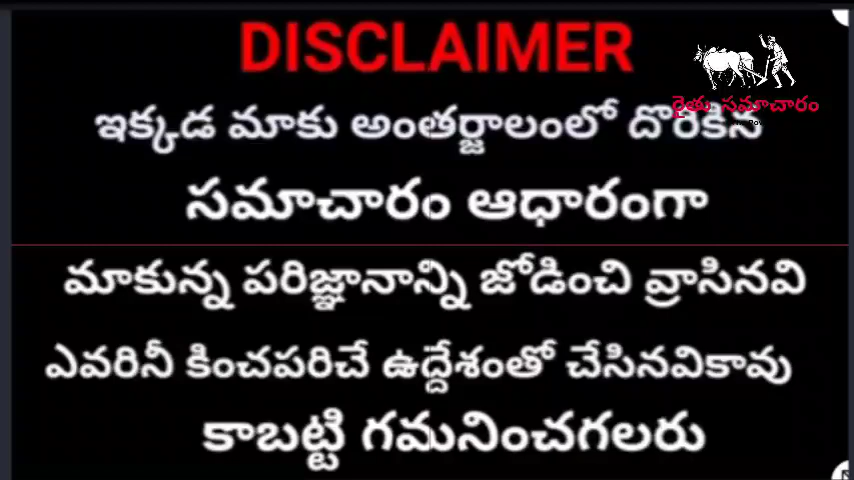 DISCLAIMER
ఇక్కడ మాకు అంతర్జాలంలో దొరికిన
రైతు సమాచారం
సమాచారం ఆధారంగా
మాకున్న పరిజ్ఞానాన్ని జోడించి వ్రాసినవి
ఎవరినీ కించపరిచే ఉద్దేశంతో చేసినవికావు
కాబట్టి గమనించగలరు